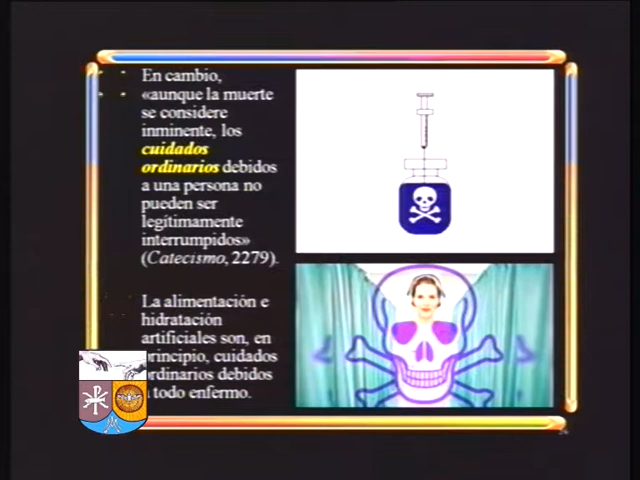 En cambio,
«aunque la muerte
se considere
inminente, los
cuidados
ordinarios debidos
a una persona no
pueden ser
legítimamente
interrumpidos»
(Catecismo, 2279).
La alimentación e
hidratación
artificiales son, en
principio, cuidados
ordinarios debidos
a todo enfermo.